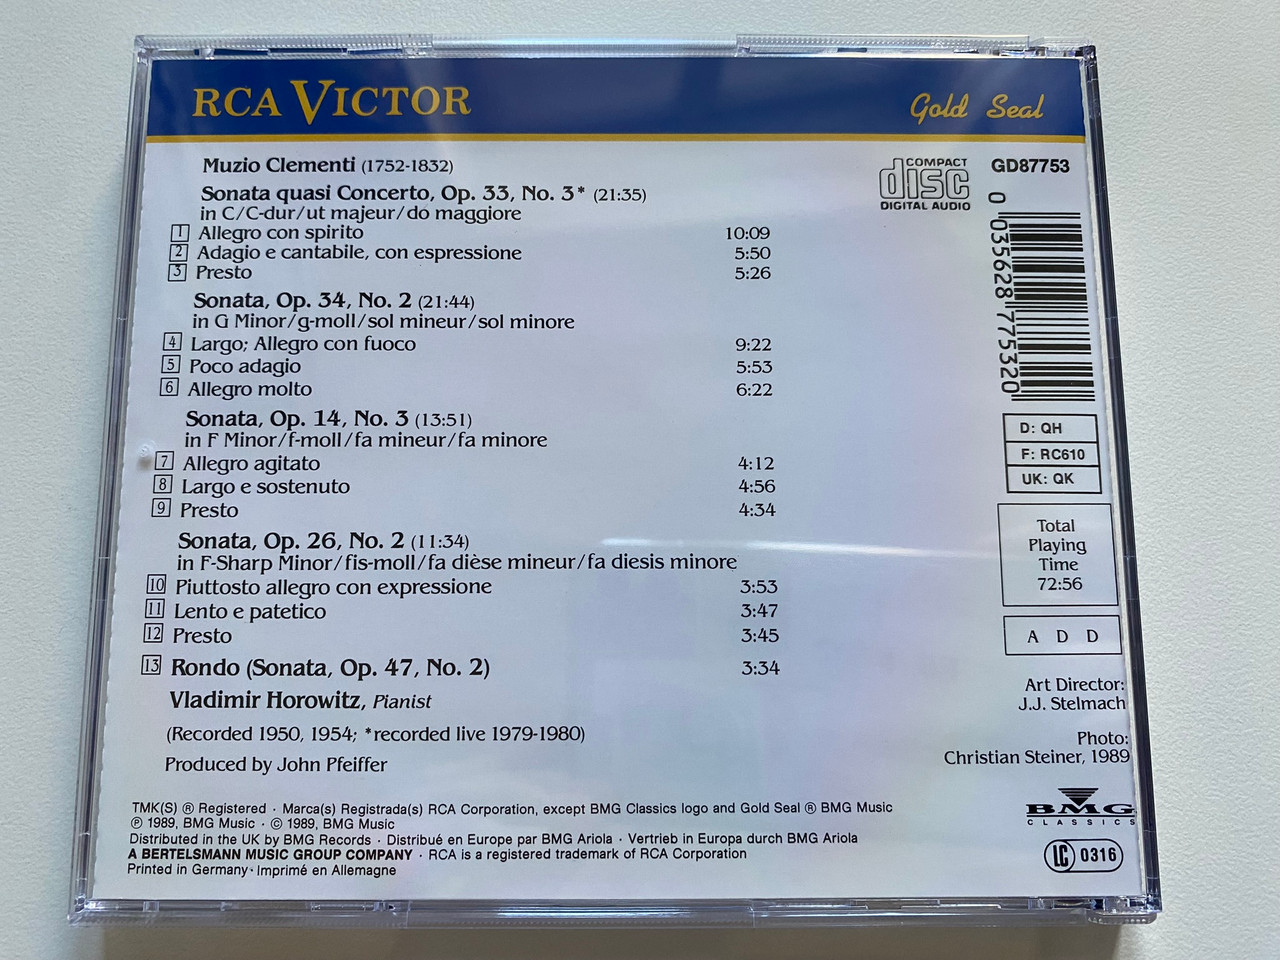 RCA VICTOR
Gold Seal
Muzio Clementi (1752-1832)
Sonata quasi Concerto, Op. 33, No. 3* (21:35)
in C/C-dur/ut majeur/do maggiore
1 Allegro con spirito 10:09
2 Adagio e cantabile, con espressione 5:50
3 Presto 5:26
Sonata, Op. 34, No. 2 (21:44)
in G Minor/g-moll/sol mineur/sol minore
4 Largo; Allegro con fuoco 9:22
5 Poco adagio 5:53
6 Allegro molto 6:22
Sonata, Op. 14, No. 3 (13:51)
in F Minor/f-moll/fa mineur/fa minore
7 Allegro agitato 4:12
8 Largo e sostenuto 4:56
9 Presto 4:34
Sonata, Op. 26, No. 2 (11:34)
in F-Sharp Minor/fis-moll/fa dièse mineur/fa diesis minore
10 Piuttosto allegro con expressione 3:53
11 Lento e patetico 3:47
12 Presto 3:45
13 Rondo (Sonata, Op. 47, No. 2) 3:34
Vladimir Horowitz, Pianist
(Recorded 1950, 1954; *recorded live 1979-1980)
Produced by John Pfeiffer
COMPACT
disc
DIGITAL AUDIO
GD87753
0 035628 775320
D: QH
F: RC610
UK: QK
Total
Playing
Time
72:56
A D D
Art Director:
J.J. Stelmach
Photo:
Christian Steiner, 1989
BMG
CLASSICS
LC 0316
TMK(S) ® Registered · Marca(s) Registrada(s) RCA Corporation, except BMG Classics logo and Gold Seal ® BMG Music
℗ 1989, BMG Music · © 1989, BMG Music
Distributed in the UK by BMG Records · Distribué en Europe par BMG Ariola · Vertrieb in Europa durch BMG Ariola
A BERTELSMANN MUSIC GROUP COMPANY · RCA is a registered trademark of RCA Corporation
Printed in Germany · Imprimé en Allemagne